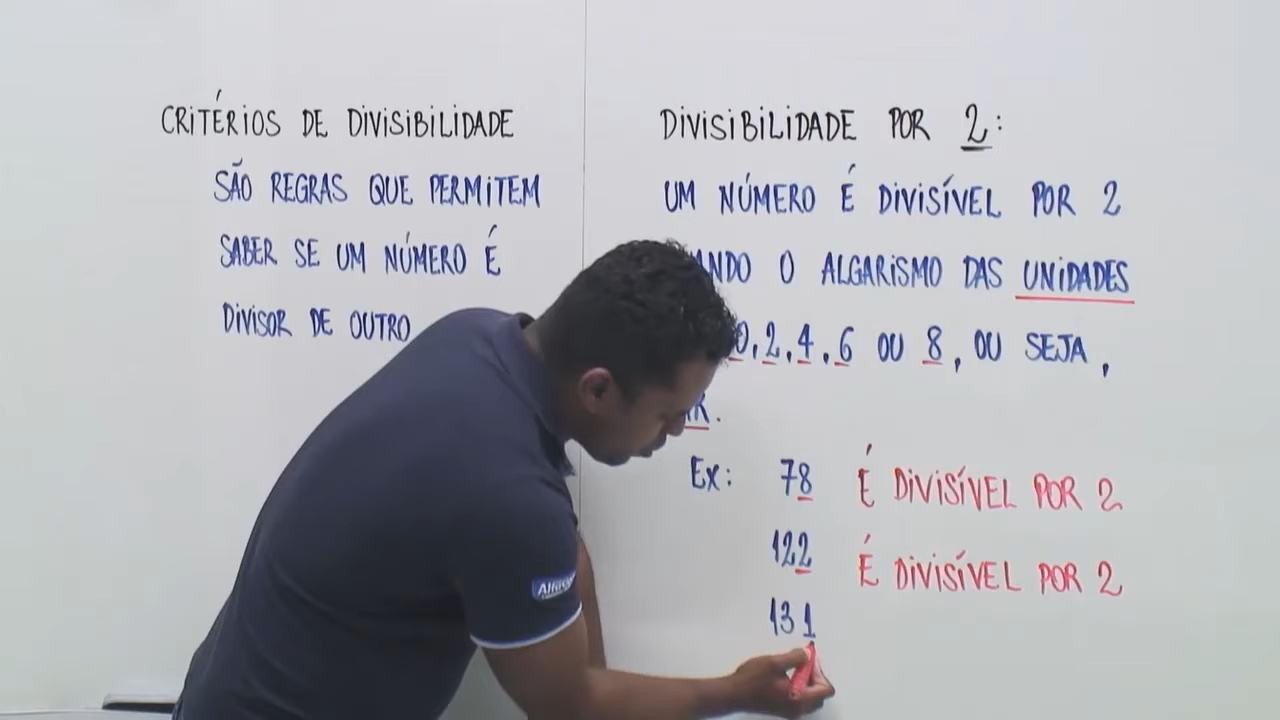 CRITÉRIOS DE DIVISIBILIDADE
SÃO REGRAS QUE PERMITEM
SABER SE UM NÚMERO É
DIVISOR DE OUTRO
DIVISIBILIDADE POR 2:
UM NÚMERO É DIVISÍVEL POR 2
O ALGARISMO DAS UNIDADES
0, 2, 4, 6 OU 8, OU SEJA,
Ex: 78 É DIVISÍVEL POR 2
122 É DIVISÍVEL POR 2
131